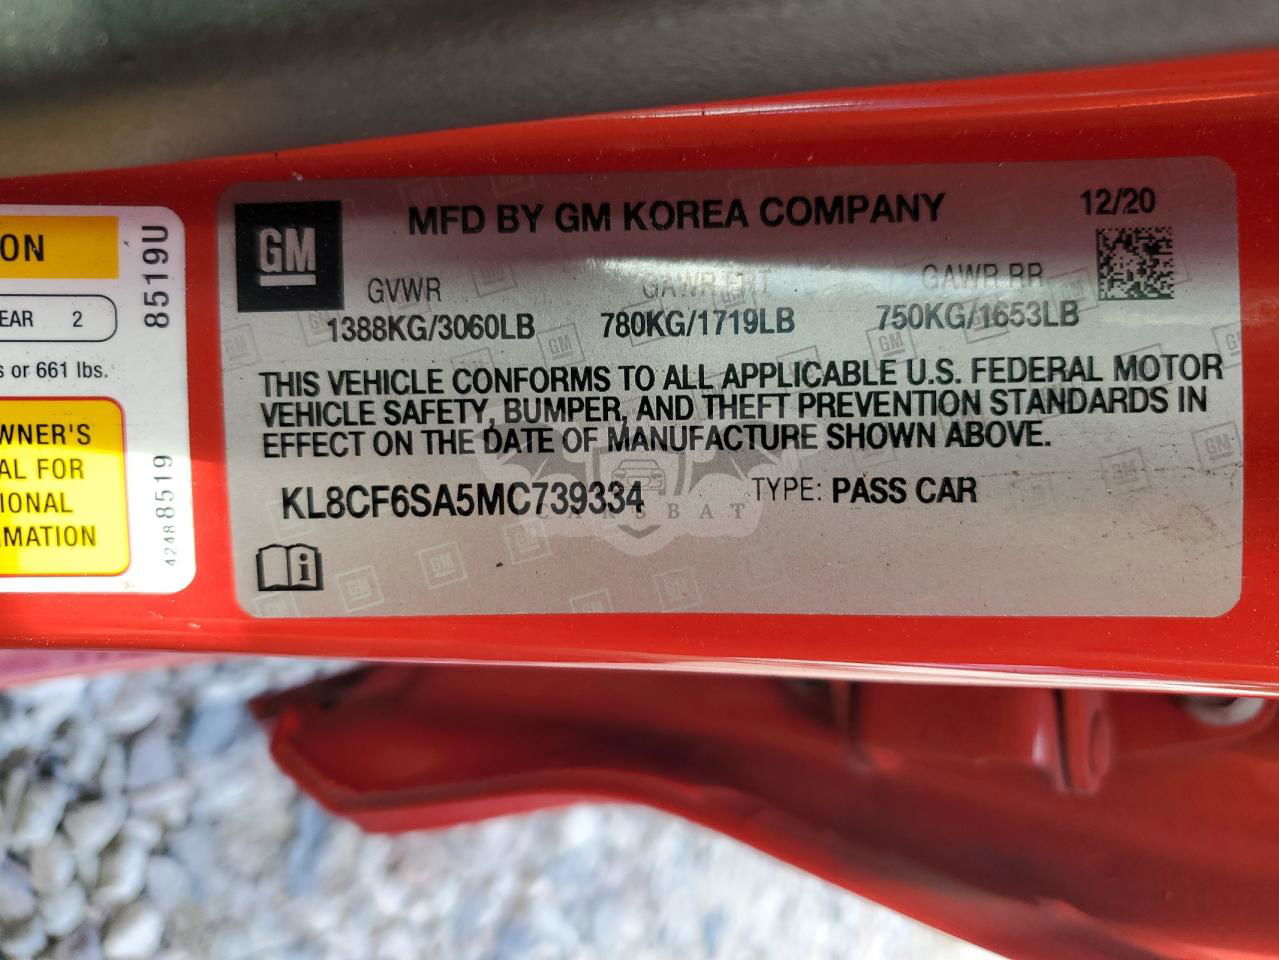 ON
EAR 2
s or 661 lbs.
WNER'S
AL FOR
IONAL
RMATION
8519U
42488519
GM
MFD BY GM KOREA COMPANY
12/20
GVWR
GAWR FRT
GAWR RR
1388KG/3060LB
780KG/1719LB
750KG/1653LB
THIS VEHICLE CONFORMS TO ALL APPLICABLE U.S. FEDERAL MOTOR
VEHICLE SAFETY, BUMPER, AND THEFT PREVENTION STANDARDS IN
EFFECT ON THE DATE OF MANUFACTURE SHOWN ABOVE.
KL8CF6SA5MC739334
TYPE: PASS CAR
CARSBAT